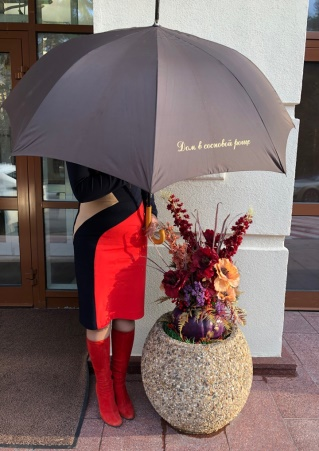 Дом в сосновой роще